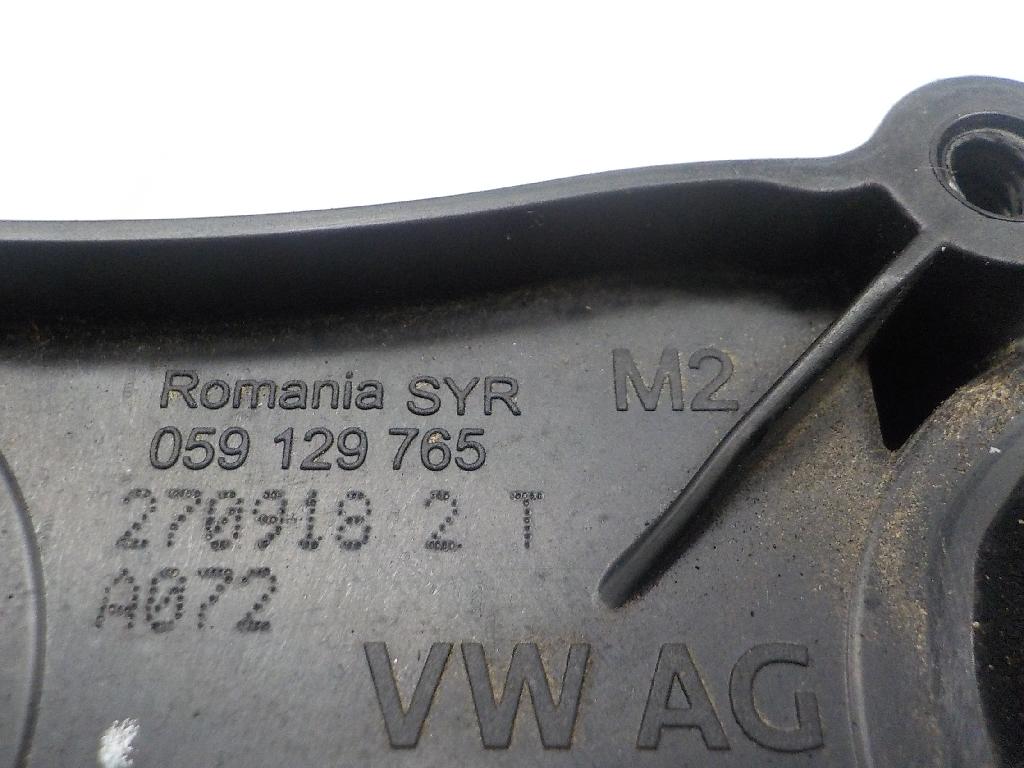 Romania SYR M2
059 129 765
270918 2 T
A072
VW AG